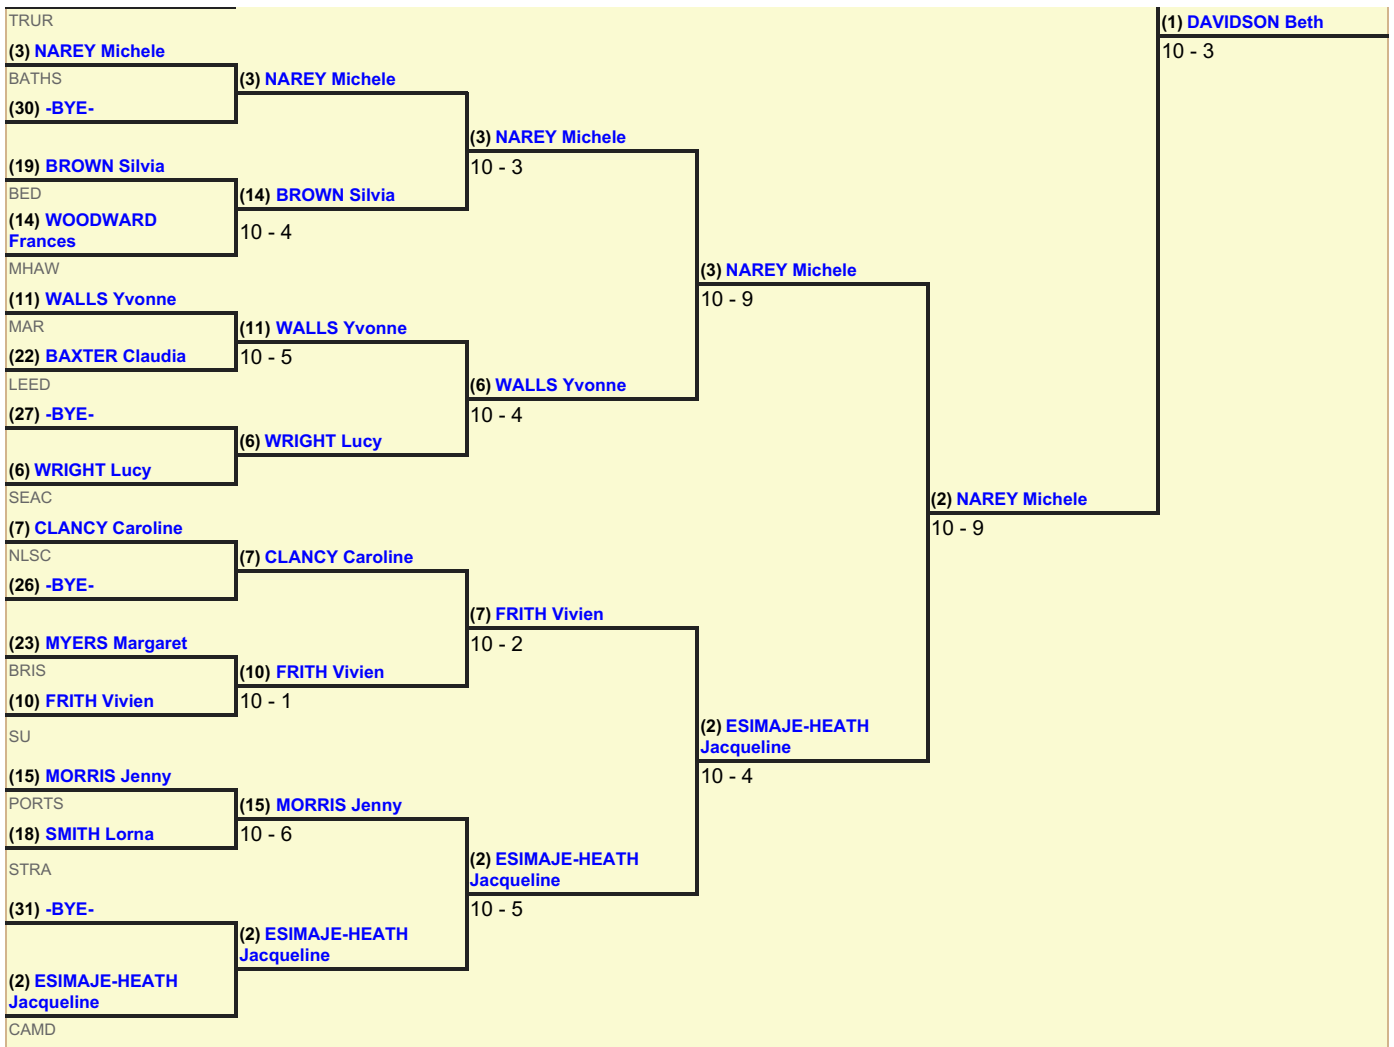 TRUR
(3) NAREY Michele
BATHS
(30) -BYE-
(19) BROWN Silvia
BED
(14) WOODWARD
Frances
MHAW
(11) WALLS Yvonne
MAR
(22) BAXTER Claudia
LEED
(27) -BYE-
(6) WRIGHT Lucy
SEAC
(7) CLANCY Caroline
NLSC
(26) -BYE-
(23) MYERS Margaret
BRIS
(10) FRITH Vivien
SU
(15) MORRIS Jenny
PORTS
(18) SMITH Lorna
STRA
(31) -BYE-
(2) ESIMAJE-HEATH
Jacqueline
CAMD
(3) NAREY Michele
(14) BROWN Silvia
10 - 4
(11) WALLS Yvonne
10 - 5
(6) WRIGHT Lucy
(7) CLANCY Caroline
(10) FRITH Vivien
10 - 1
(15) MORRIS Jenny
10 - 6
(2) ESIMAJE-HEATH
Jacqueline
(3) NAREY Michele
10 - 3
(6) WALLS Yvonne
10 - 4
(7) FRITH Vivien
10 - 2
(2) ESIMAJE-HEATH
Jacqueline
10 - 5
(3) NAREY Michele
10 - 9
(2) ESIMAJE-HEATH
Jacqueline
10 - 4
(2) NAREY Michele
10 - 9
(1) DAVIDSON Beth
10 - 3